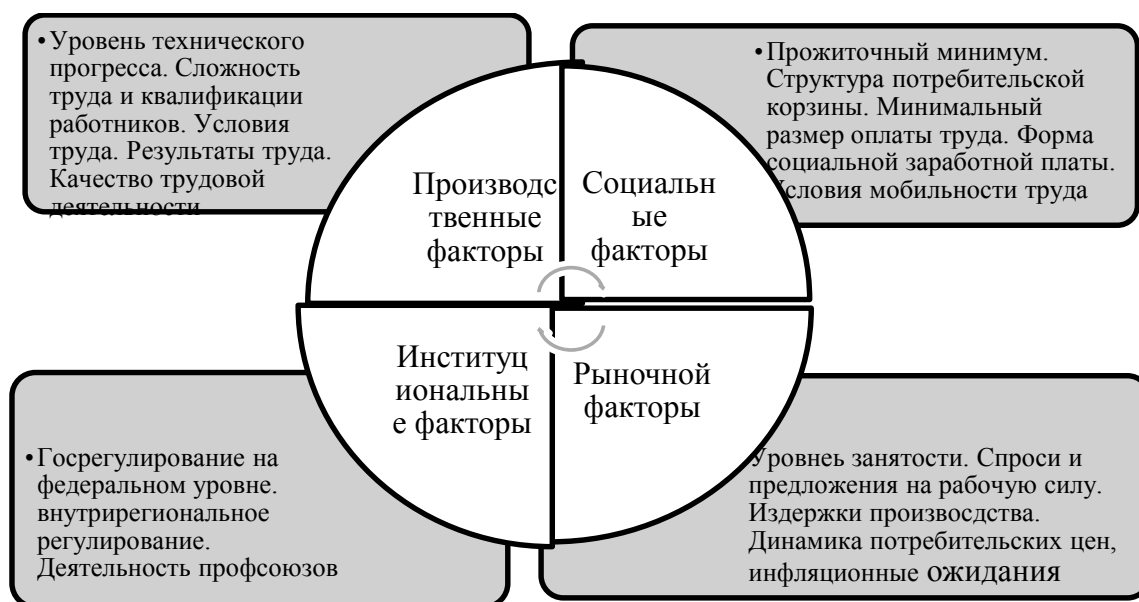 •Уровень технического
прогресса. Сложность
труда и квалификации
работников. Условия
труда. Результаты труда.
Качество трудовой
деятельности
•Прожиточный минимум.
Структура потребительской
корзины. Минимальный
размер оплаты труда. Форма
социальной заработной платы.
Условия мобильности труда
Производс
твенные
факторы
Социальн
ые
факторы
Институц
иональны
е факторы
Рыночной
факторы
•Госрегулирование на
федеральном уровне.
внутрирегиональное
регулирование.
Деятельность профсоюзов
Уровнеь занятости. Спроси и
предложения на рабочую силу.
Издержки произвосдства.
Динамика потребительских цен,
инфляционные ожидания